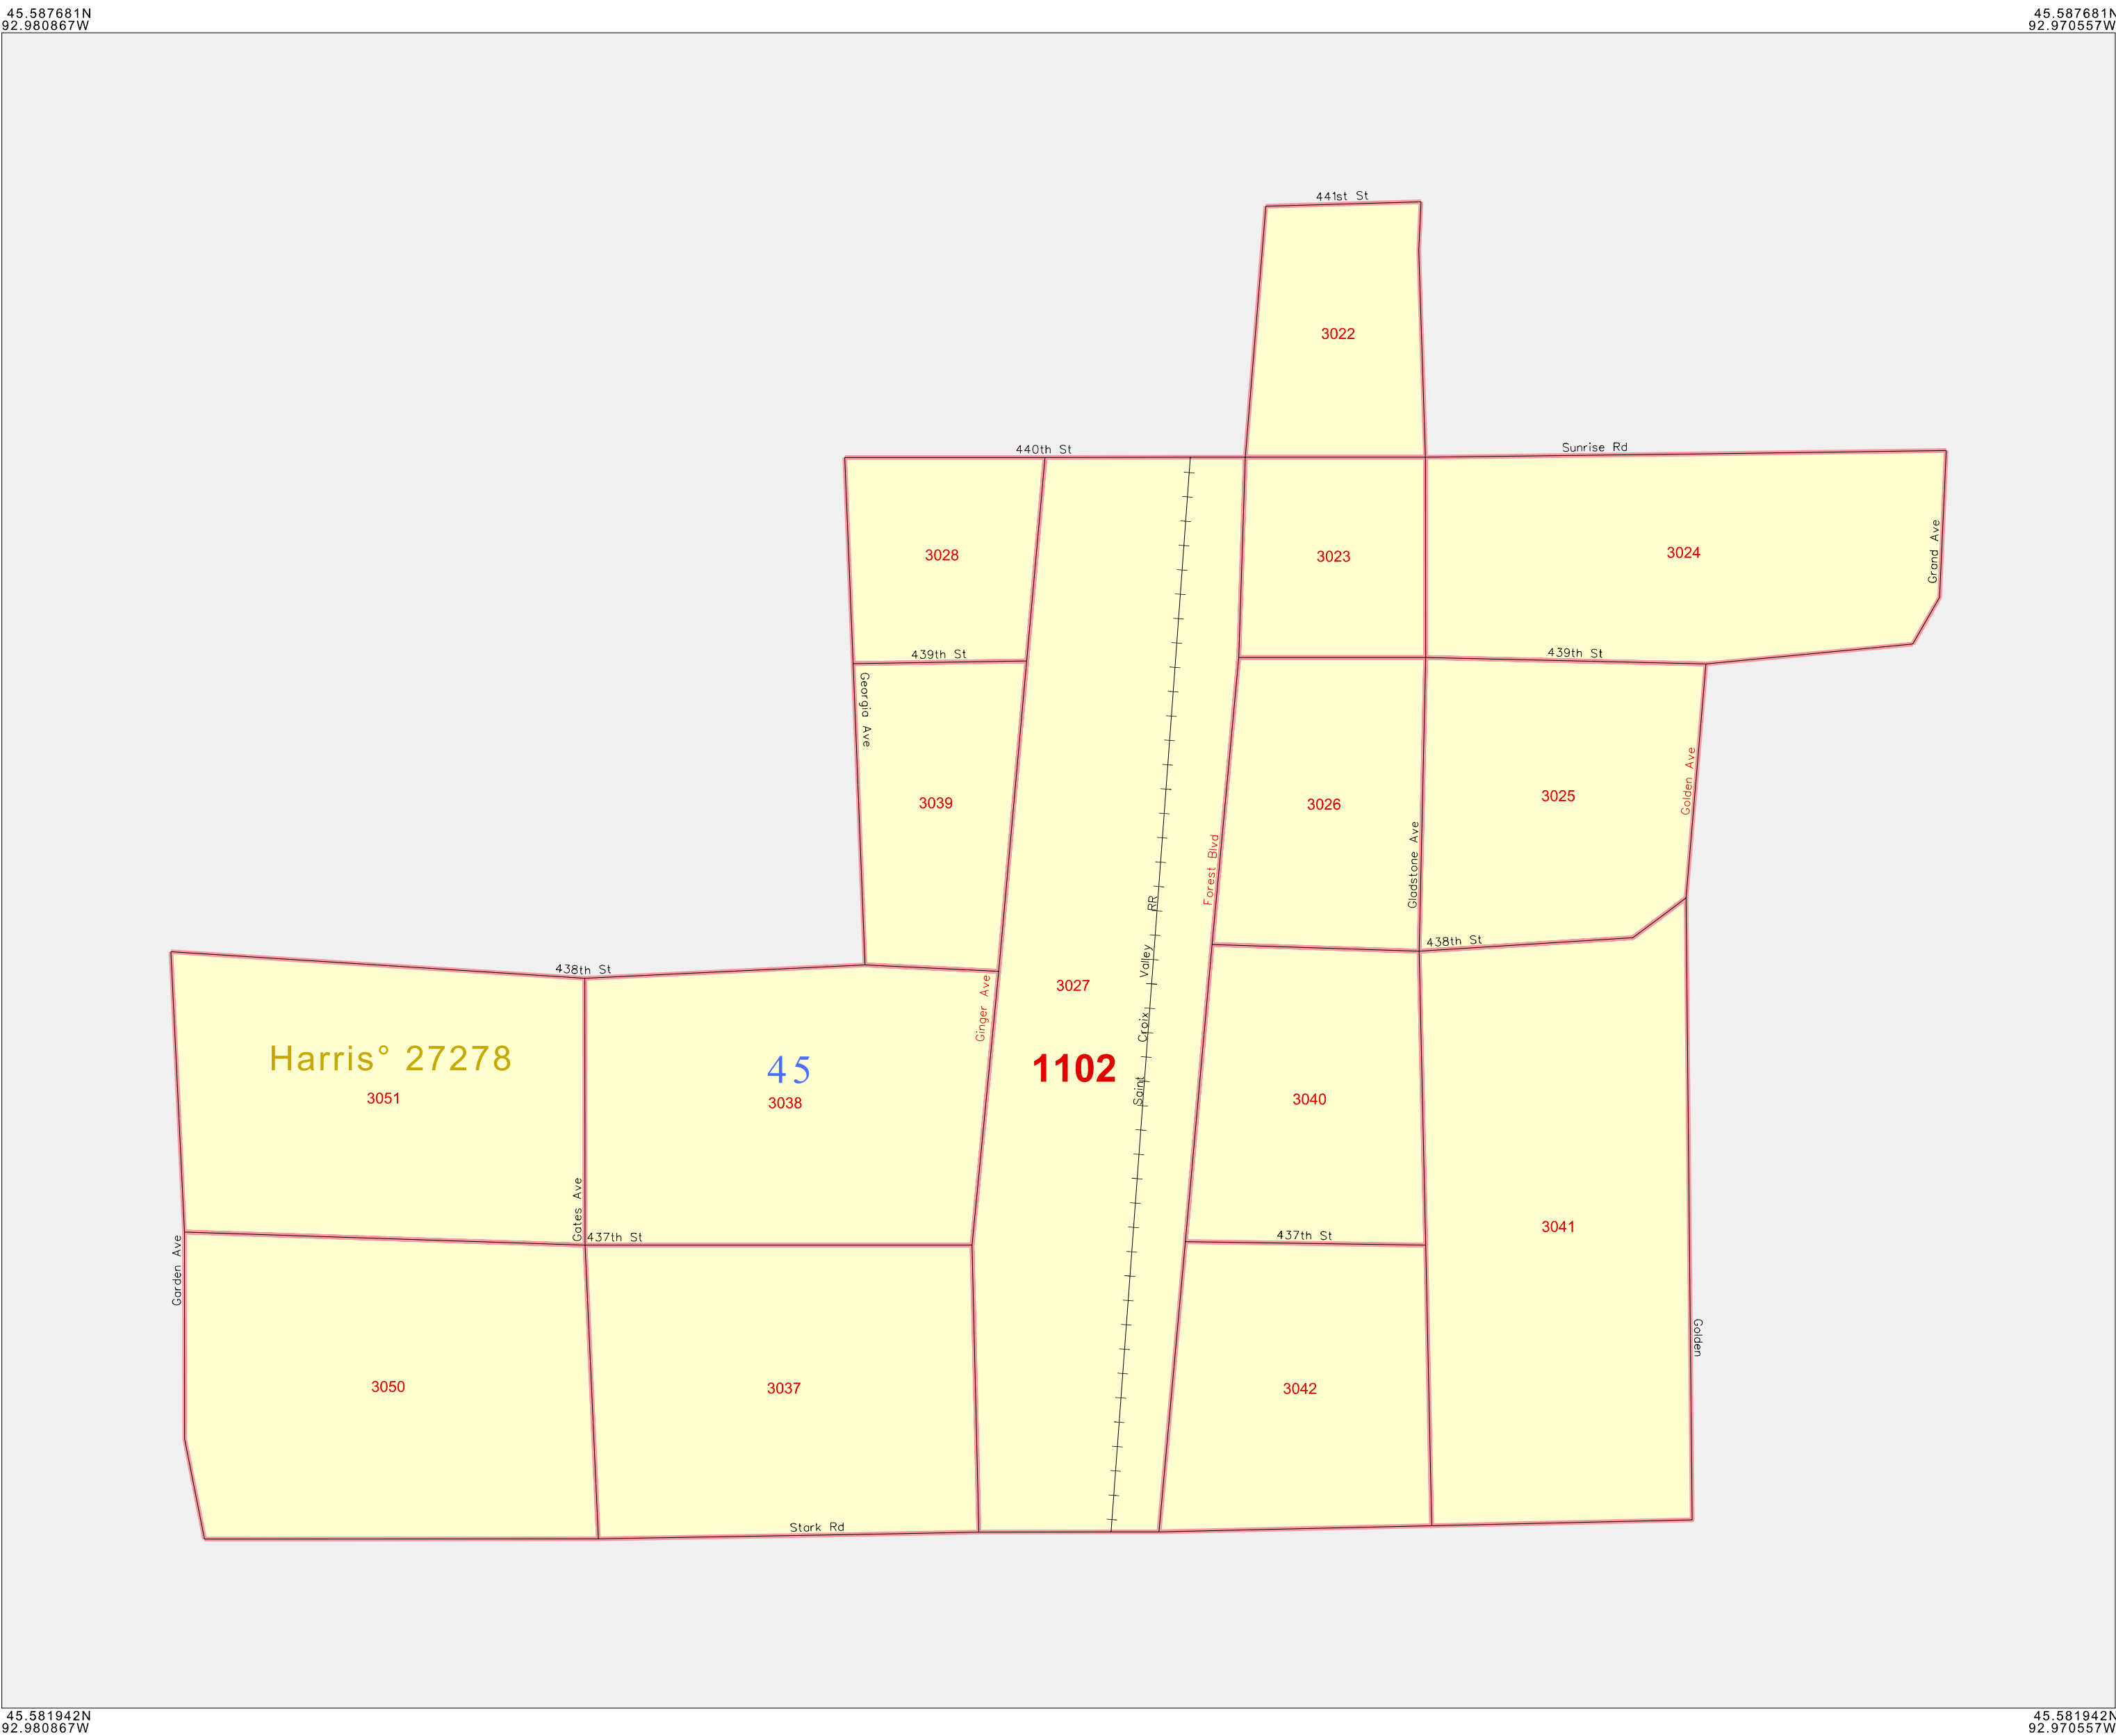 45.587681N
92.980867W
45.587681N
92.970557W
441st St
3022
440th St
Sunrise Rd
3028
3023
3024
Grand Ave
439th St
439th St
Georgia Ave
3039
3026
3025
Golden Ave
Forest Blvd
Gladstone Ave
438th St
438th St
Saint Croix Valley RR
3027
Ginger Ave
Harris° 27278
45
1102
3051
3038
3040
Gates Ave
437th St
437th St
3041
Garden Ave
Golden
3050
3037
3042
Stark Rd
45.581942N
92.980867W
45.581942N
92.970557W